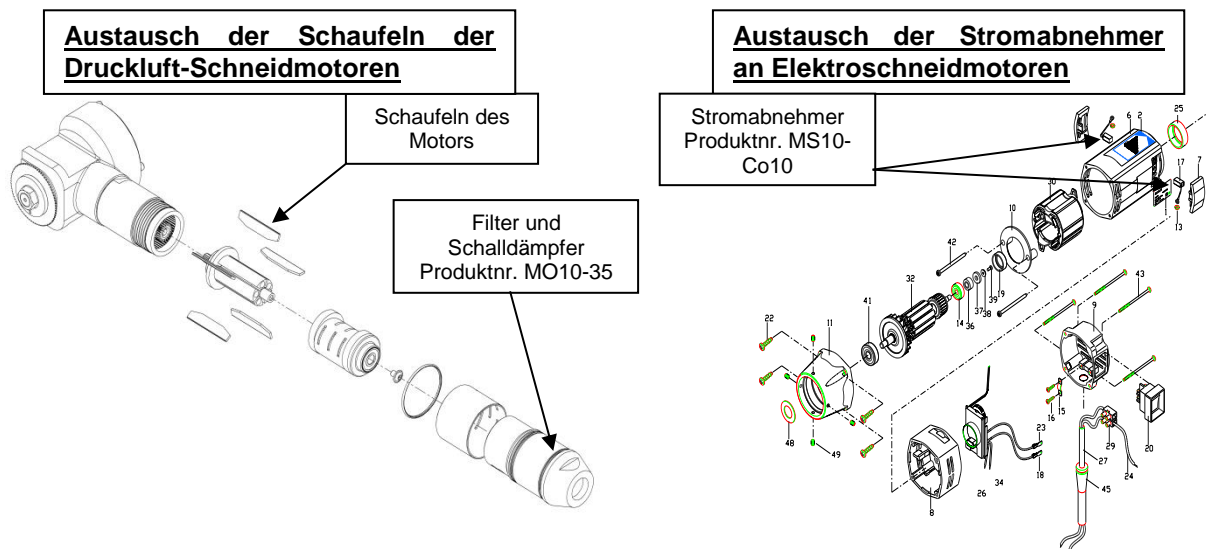 Austausch der Schaufeln der
Druckluft-Schneidmotoren
Schaufeln des
Motors
Filter und
Schalldämpfer
Produktnr. MO10-35
Austausch der Stromabnehmer
an Elektroschneidmotoren
Stromabnehmer
Produktnr. MS10-
Co10
6 2
25
17
7
30
1
13
10
42
19
39
38
37
36
14
32
41
11
22
43
9
16
15
20
48
49
23
18
34
26
8
29
27
24
45